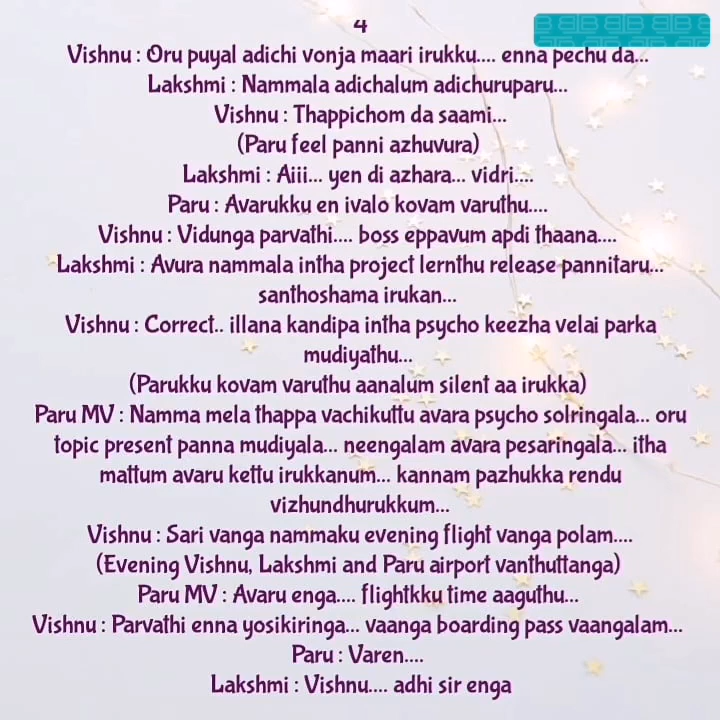 4
Vishnu : Oru puyal adichi vonja maari irukku.... enna pechu da...
Lakshmi : Nammala adichalum adichuruparu...
Vishnu : Thappichom da saami...
(Paru feel panni azhuvura)
Lakshmi : Aiii... yen di azhara... vidri....
Paru : Avarukku en ivalo kovam varuthu....
Vishnu : Vidunga parvathi.... boss eppavum apdi thaana....
Lakshmi : Avura nammala intha project lernthu release pannitaru...
santhoshama irukan...
Vishnu : Correct.. illana kandipa intha psycho keezha velai parka
mudiyathu...
(Parukku kovam varuthu aanalum silent aa irukka)
Paru MV : Namma mela thappa vachikuttu avara psycho solringala... oru
topic present panna mudiyala... neengalam avara pesaringala... itha
mattum avaru kettu irukkanum... kannam pazhukka rendu
vizhundhurukkum...
Vishnu : Sari vanga nammaku evening flight vanga polam....
(Evening Vishnu, Lakshmi and Paru airport vanthuttanga)
Paru MV : Avaru enga.... flightkku time aaguthu...
Vishnu : Parvathi enna yosikiringa... vaanga boarding pass vaangalam...
Paru : Varen....
Lakshmi : Vishnu.... adhi sir enga